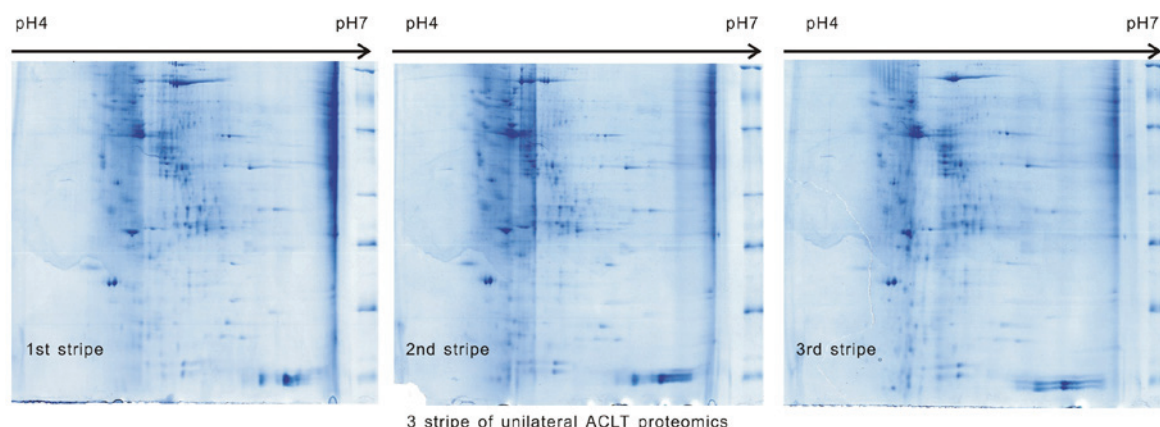 pH4 pH7 pH4 pH7 pH4 pH7
1st stripe 2nd stripe 3rd stripe
3 stripe of unilateral ACLT proteomics